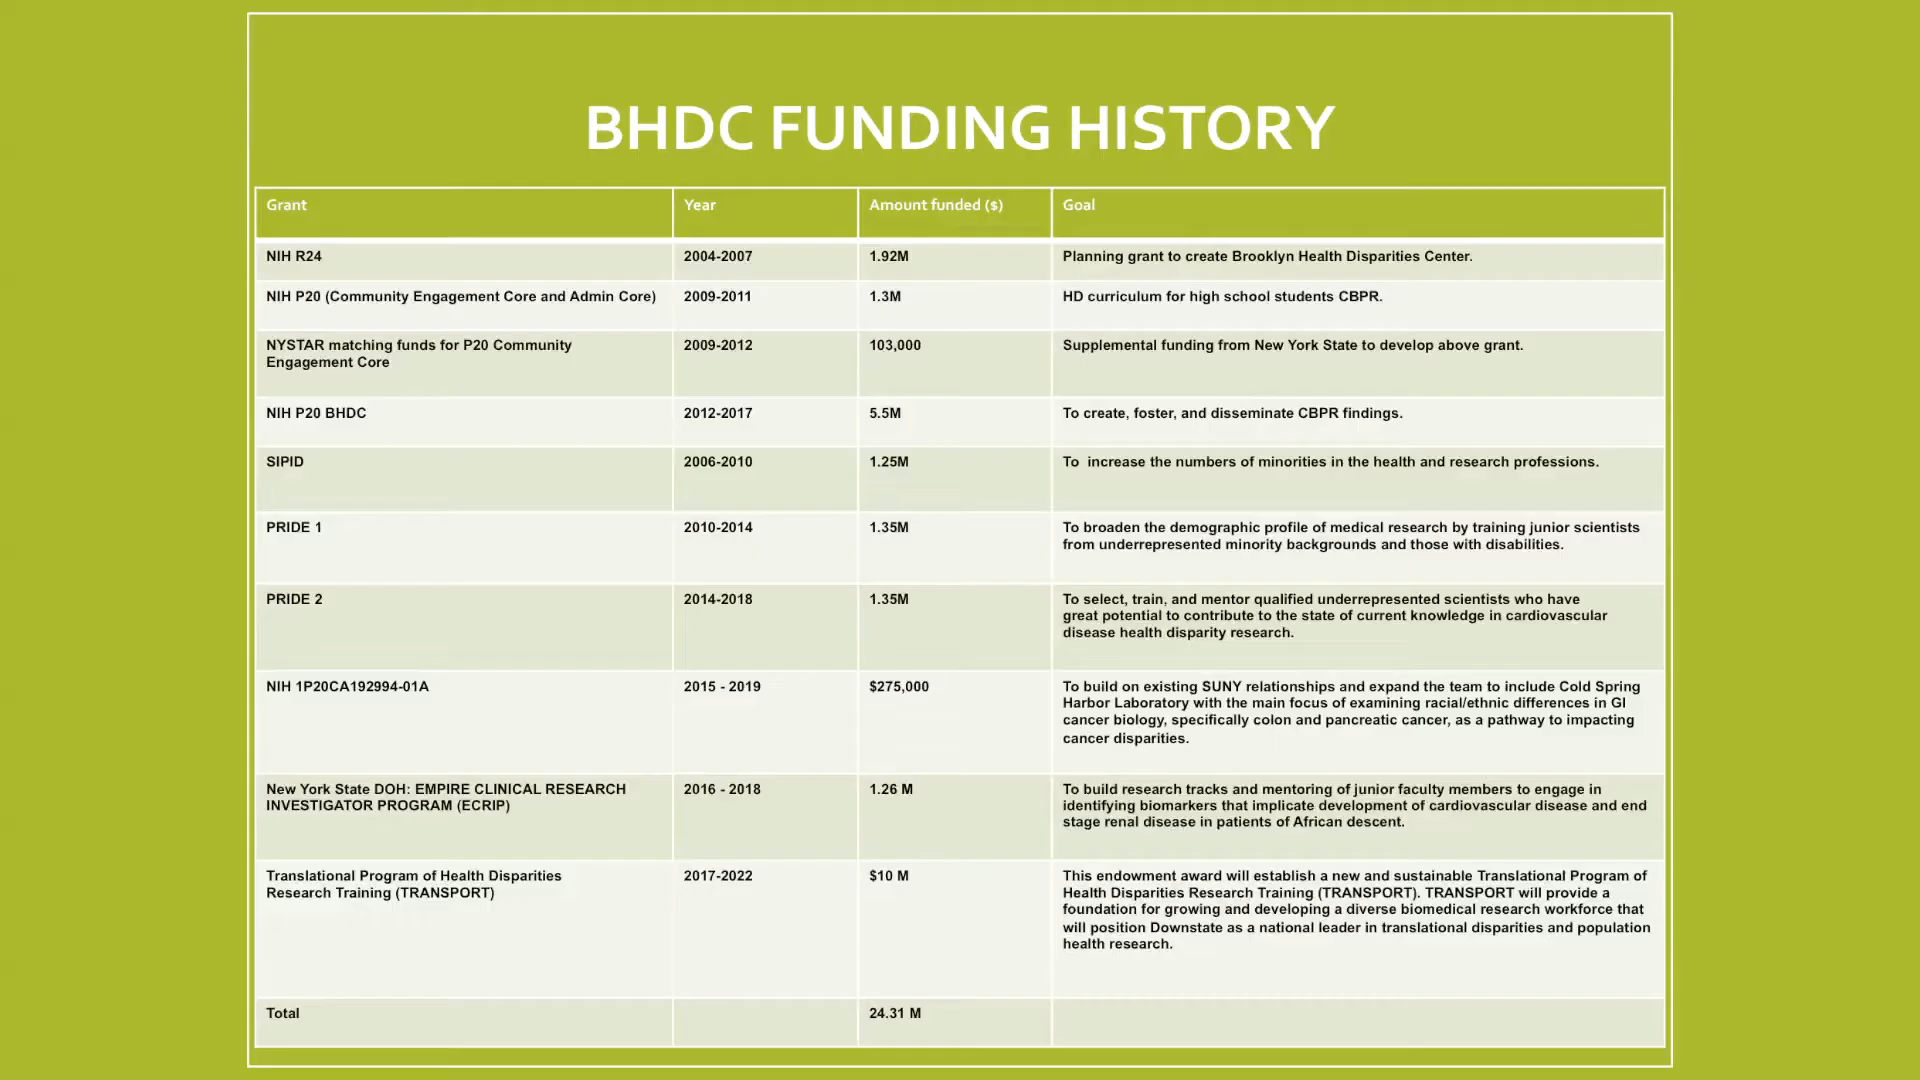 BHDC FUNDING HISTORY
Grant Year Amount funded ($) Goal
NIH R24 2004-2007 1.92M Planning grant to create Brooklyn Health Disparities Center.
NIH P20 (Community Engagement Core and Admin Core) 2009-2011 1.3M HD curriculum for high school students CBPR.
NYSTAR matching funds for P20 Community 2009-2012 103,000 Supplemental funding from New York State to develop above grant.
Engagement Core
NIH P20 BHDC 2012-2017 5.5M To create, foster, and disseminate CBPR findings.
SIPID 2006-2010 1.25M To increase the numbers of minorities in the health and research professions.
PRIDE 1 2010-2014 1.35M To broaden the demographic profile of medical research by training junior scientists
from underrepresented minority backgrounds and those with disabilities.
PRIDE 2 2014-2018 1.35M To select, train, and mentor qualified underrepresented scientists who have
great potential to contribute to the state of current knowledge in cardiovascular
disease health disparity research.
NIH 1P20CA192994-01A 2015 - 2019 $275,000 To build on existing SUNY relationships and expand the team to include Cold Spring
Harbor Laboratory with the main focus of examining racial/ethnic differences in GI
cancer biology, specifically colon and pancreatic cancer, as a pathway to impacting
cancer disparities.
New York State DOH: EMPIRE CLINICAL RESEARCH 2016 - 2018 1.26 M To build research tracks and mentoring of junior faculty members to engage in
INVESTIGATOR PROGRAM (ECRIP) identifying biomarkers that implicate development of cardiovascular disease and end
stage renal disease in patients of African descent.
Translational Program of Health Disparities 2017-2022 $10 M This endowment award will establish a new and sustainable Translational Program of
Research Training (TRANSPORT) Health Disparities Research Training (TRANSPORT). TRANSPORT will provide a
foundation for growing and developing a diverse biomedical research workforce that
will position Downstate as a national leader in translational disparities and population
health research.
Total 24.31 M